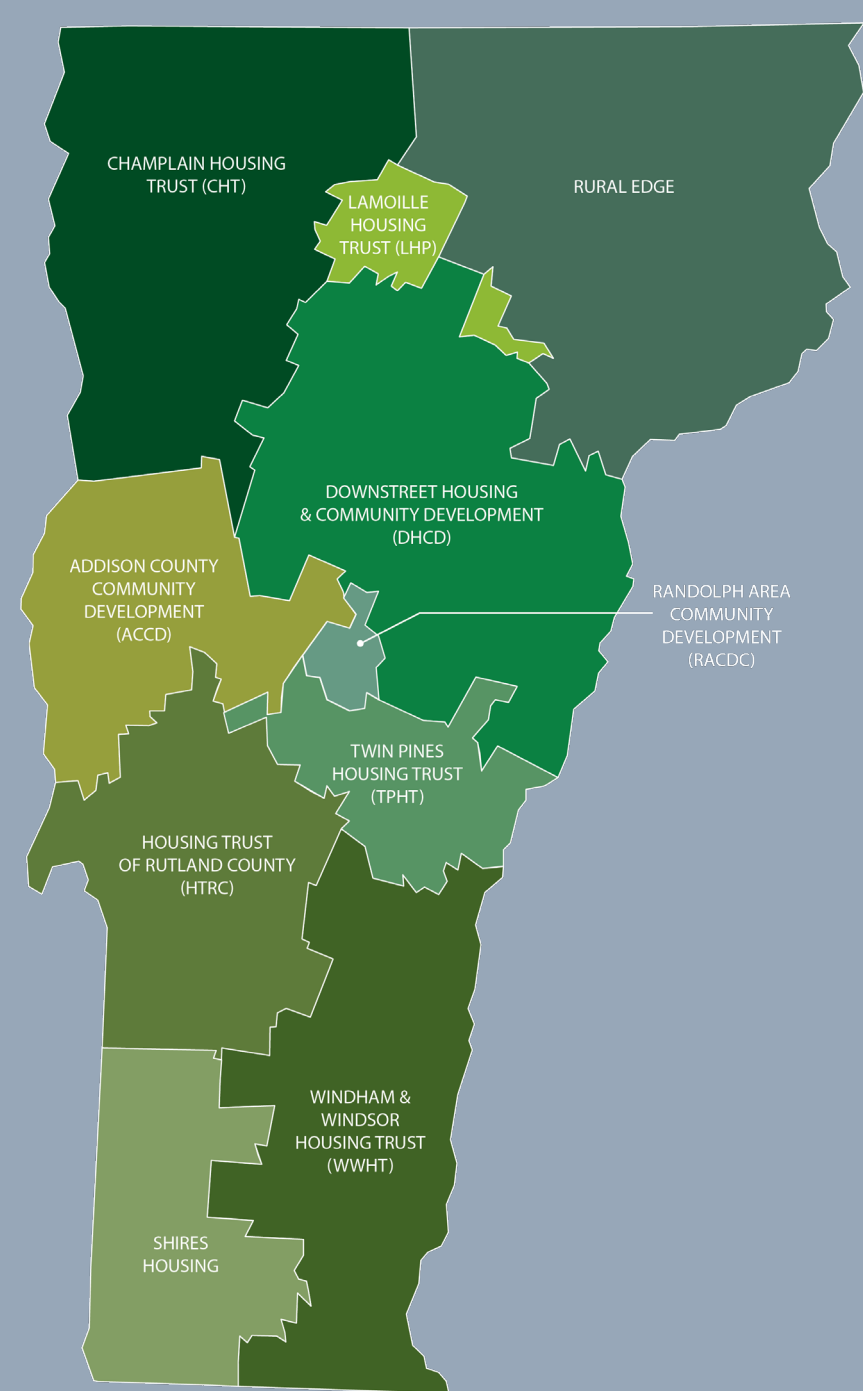 CHAMPLAIN HOUSING
TRUST (CHT)
RURAL EDGE
LAMOILLE
HOUSING
TRUST (LHP)
DOWNSTREET HOUSING
& COMMUNITY DEVELOPMENT
(DHCD)
ADDISON COUNTY
COMMUNITY
DEVELOPMENT
(ACCD)
RANDOLPH AREA
COMMUNITY
DEVELOPMENT
(RACDC)
TWIN PINES
HOUSING TRUST
(TPHT)
HOUSING TRUST
OF RUTLAND COUNTY
(HTRC)
WINDHAM &
WINDSOR
HOUSING TRUST
(WWHT)
SHIRES
HOUSING